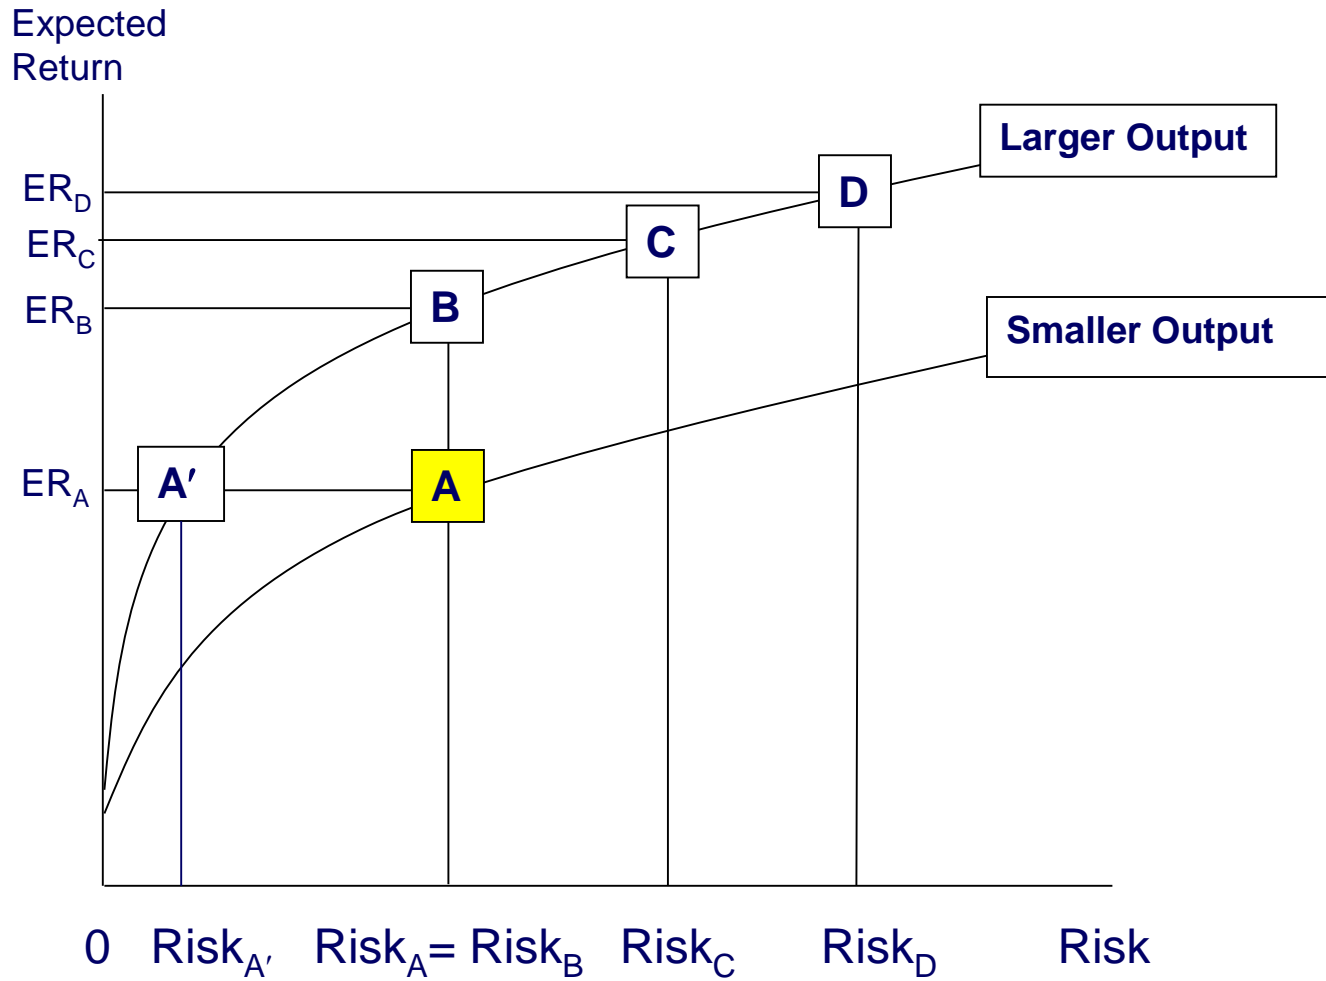 Expected
Return
Larger Output
ER_D
D
ER_C
C
ER_B
B
Smaller Output
ER_A
A′
A
0 Risk_A′ Risk_A= Risk_B Risk_C Risk_D Risk